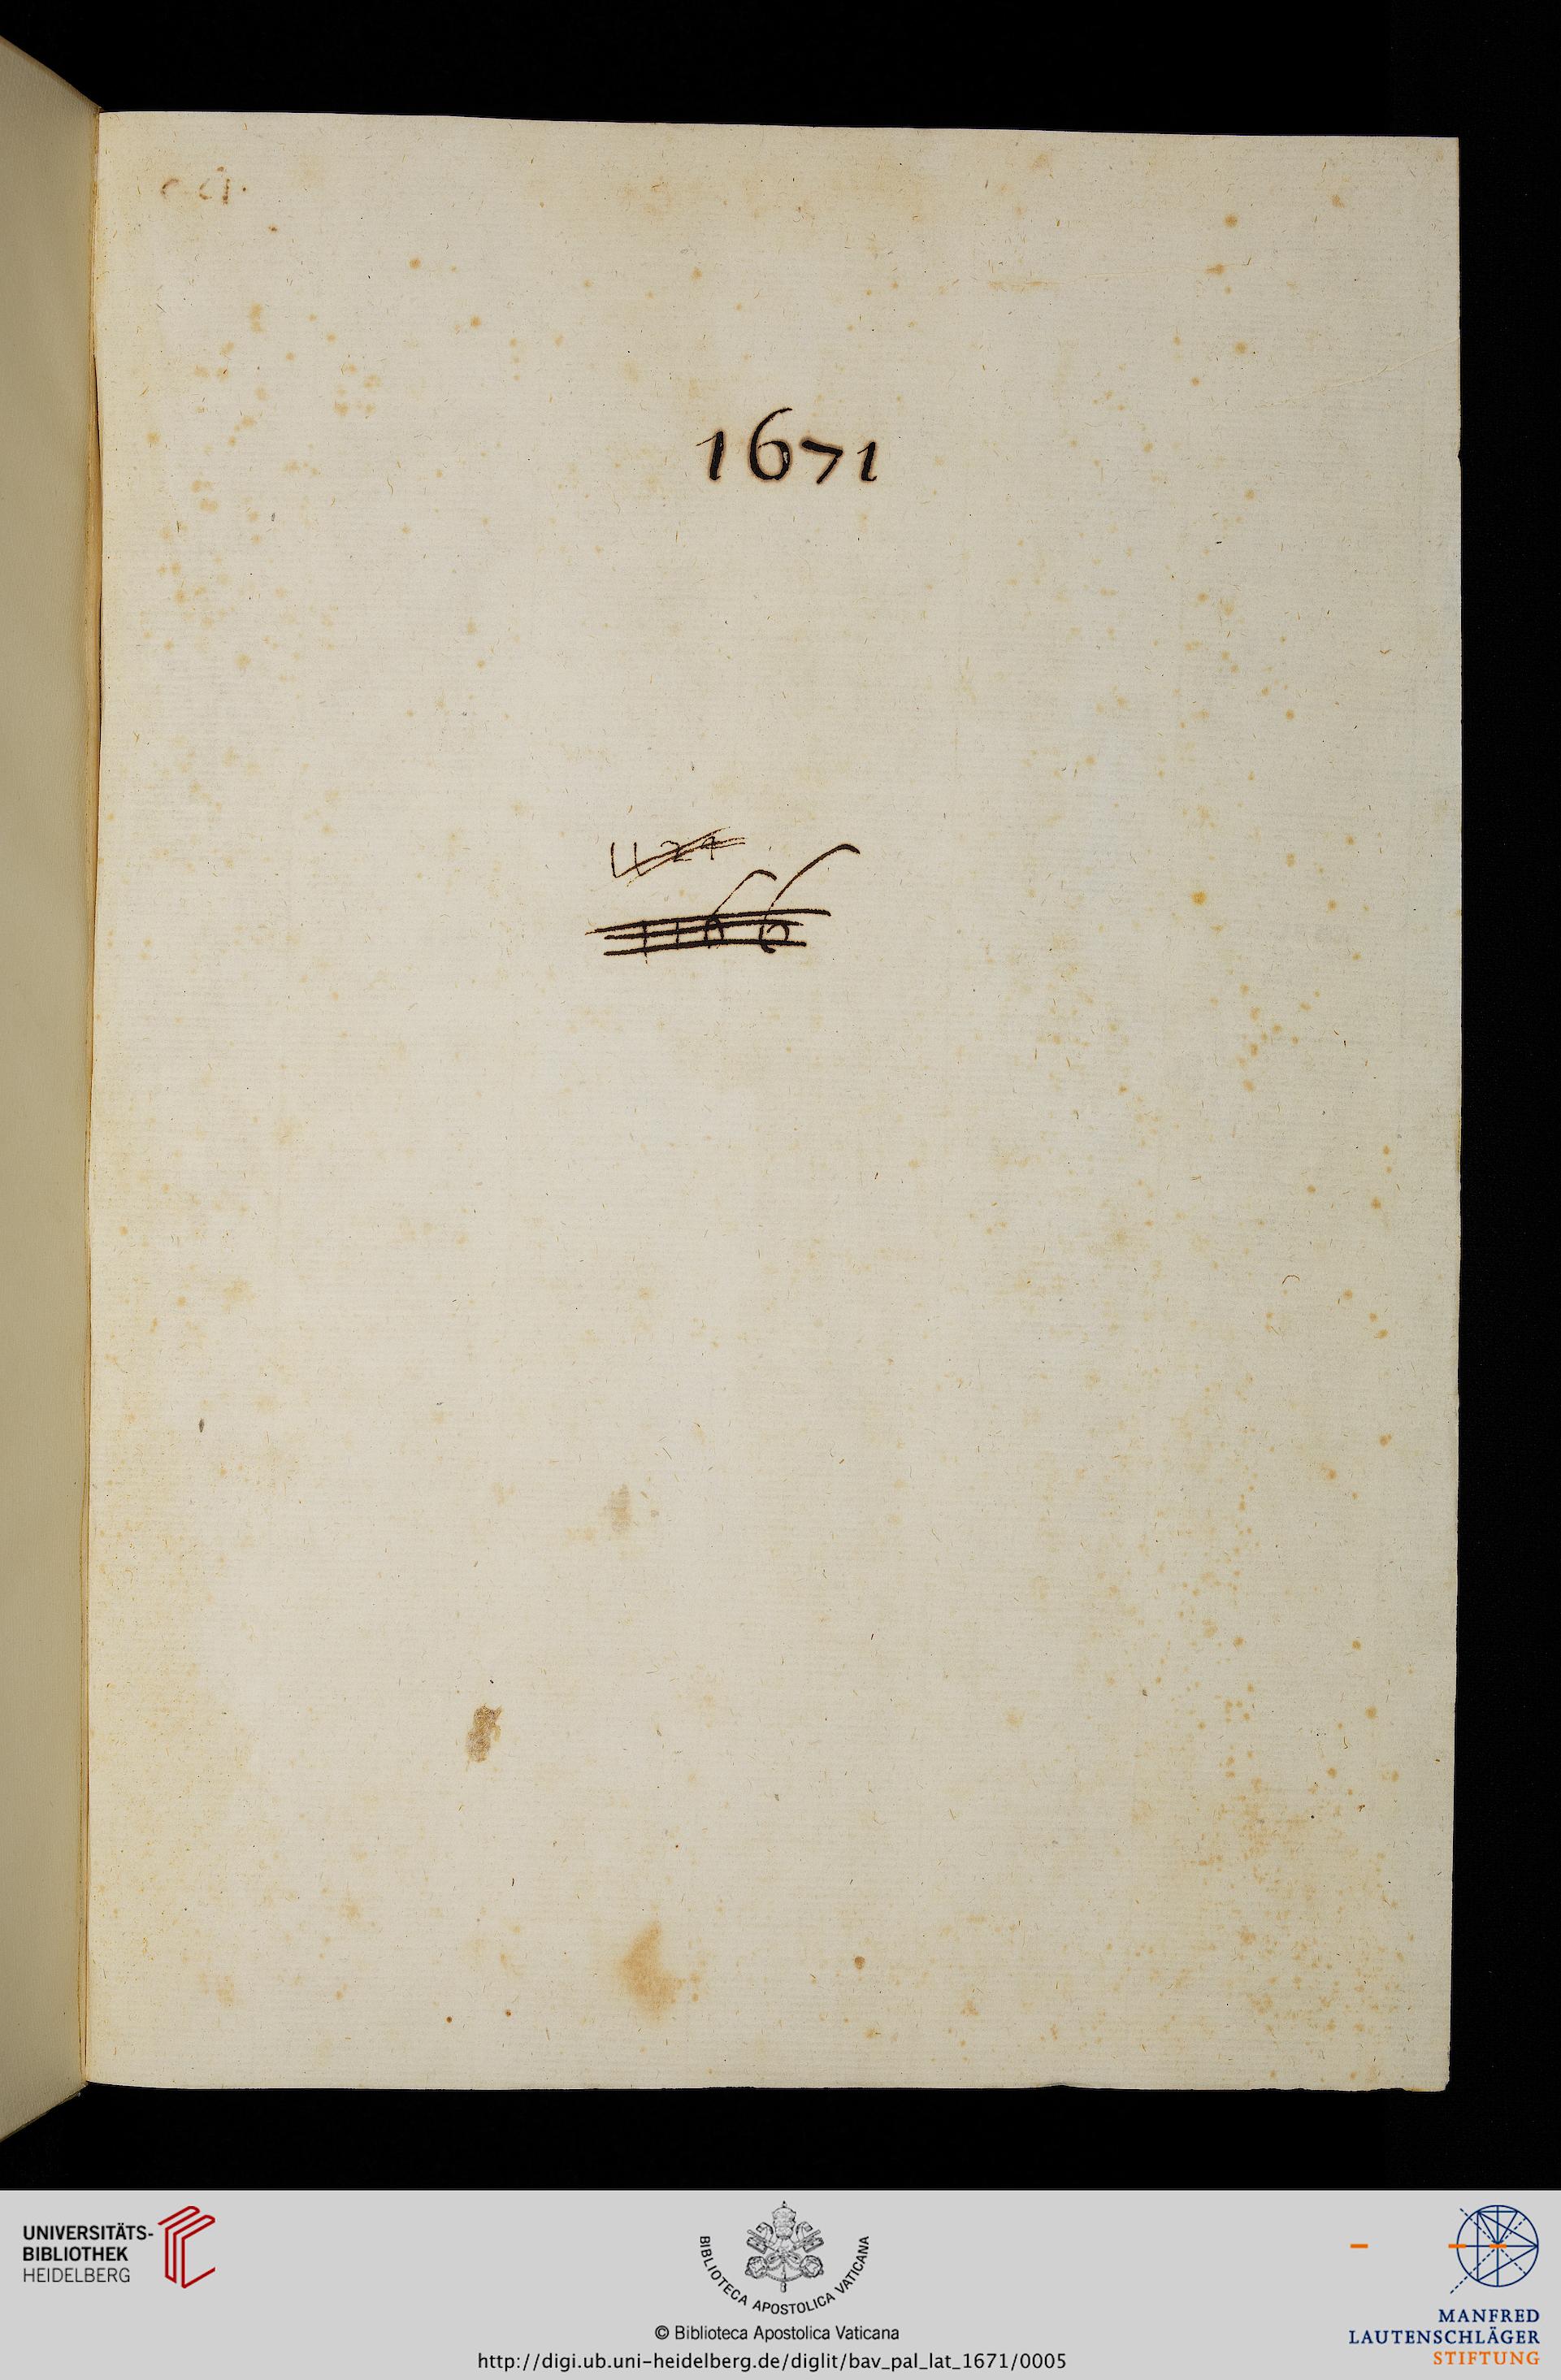 1671
1166
UNIVERSITÄTS-
BIBLIOTHEK
HEIDELBERG
BIBLIOTECA APOSTOLICA VATICANA
© Biblioteca Apostolica Vaticana
http://digi.ub.uni-heidelberg.de/diglit/bav_pal_lat_1671/0005
MANFRED
LAUTENSCHLÄGER
STIFTUNG